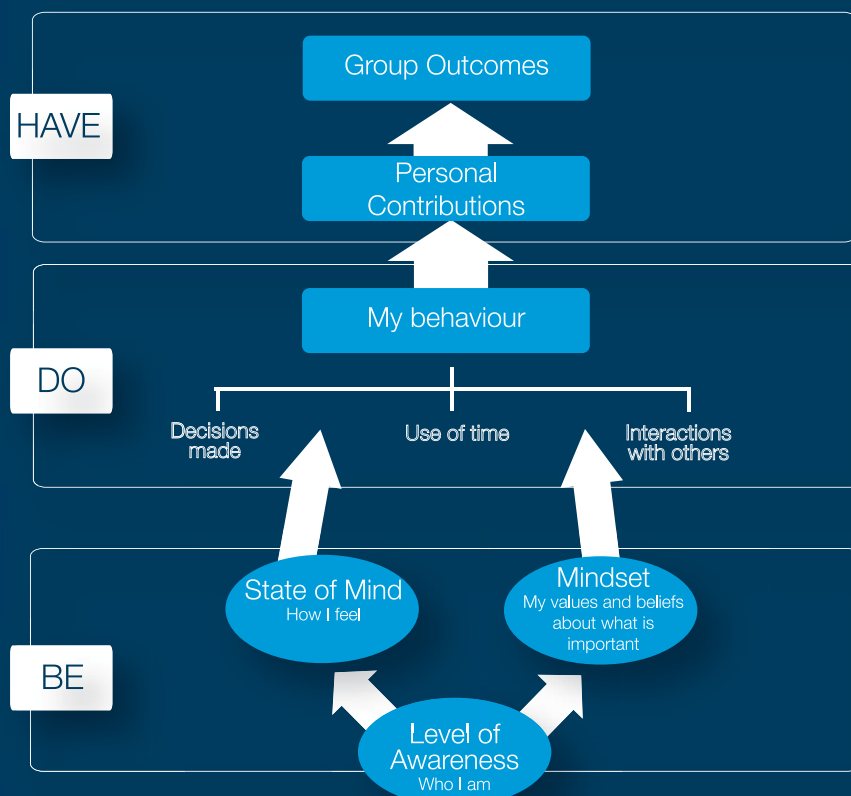 Group Outcomes
HAVE
Personal
Contributions
My behaviour
DO
Decisions
made
Use of time
Interactions
with others
State of Mind
How I feel
Mindset
My values and beliefs
about what is
important
BE
Level of
Awareness
Who I am